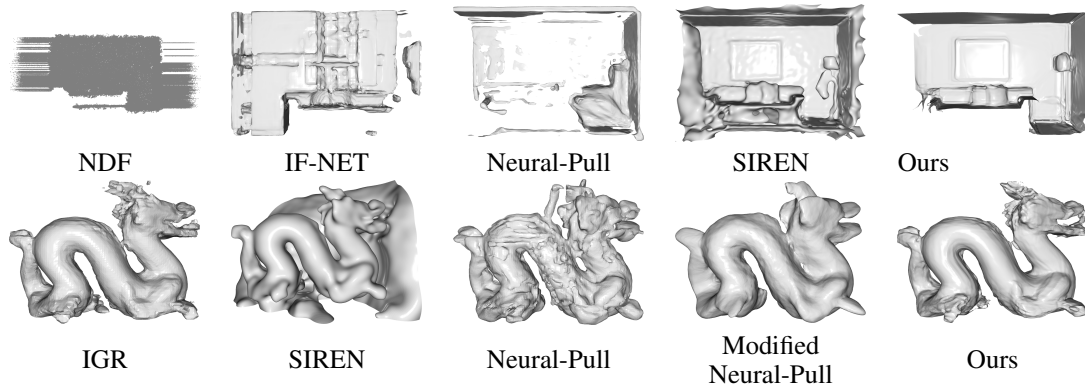 NDF
IF-NET
Neural-Pull
SIREN
Ours
IGR
SIREN
Neural-Pull
Modified
Neural-Pull
Ours